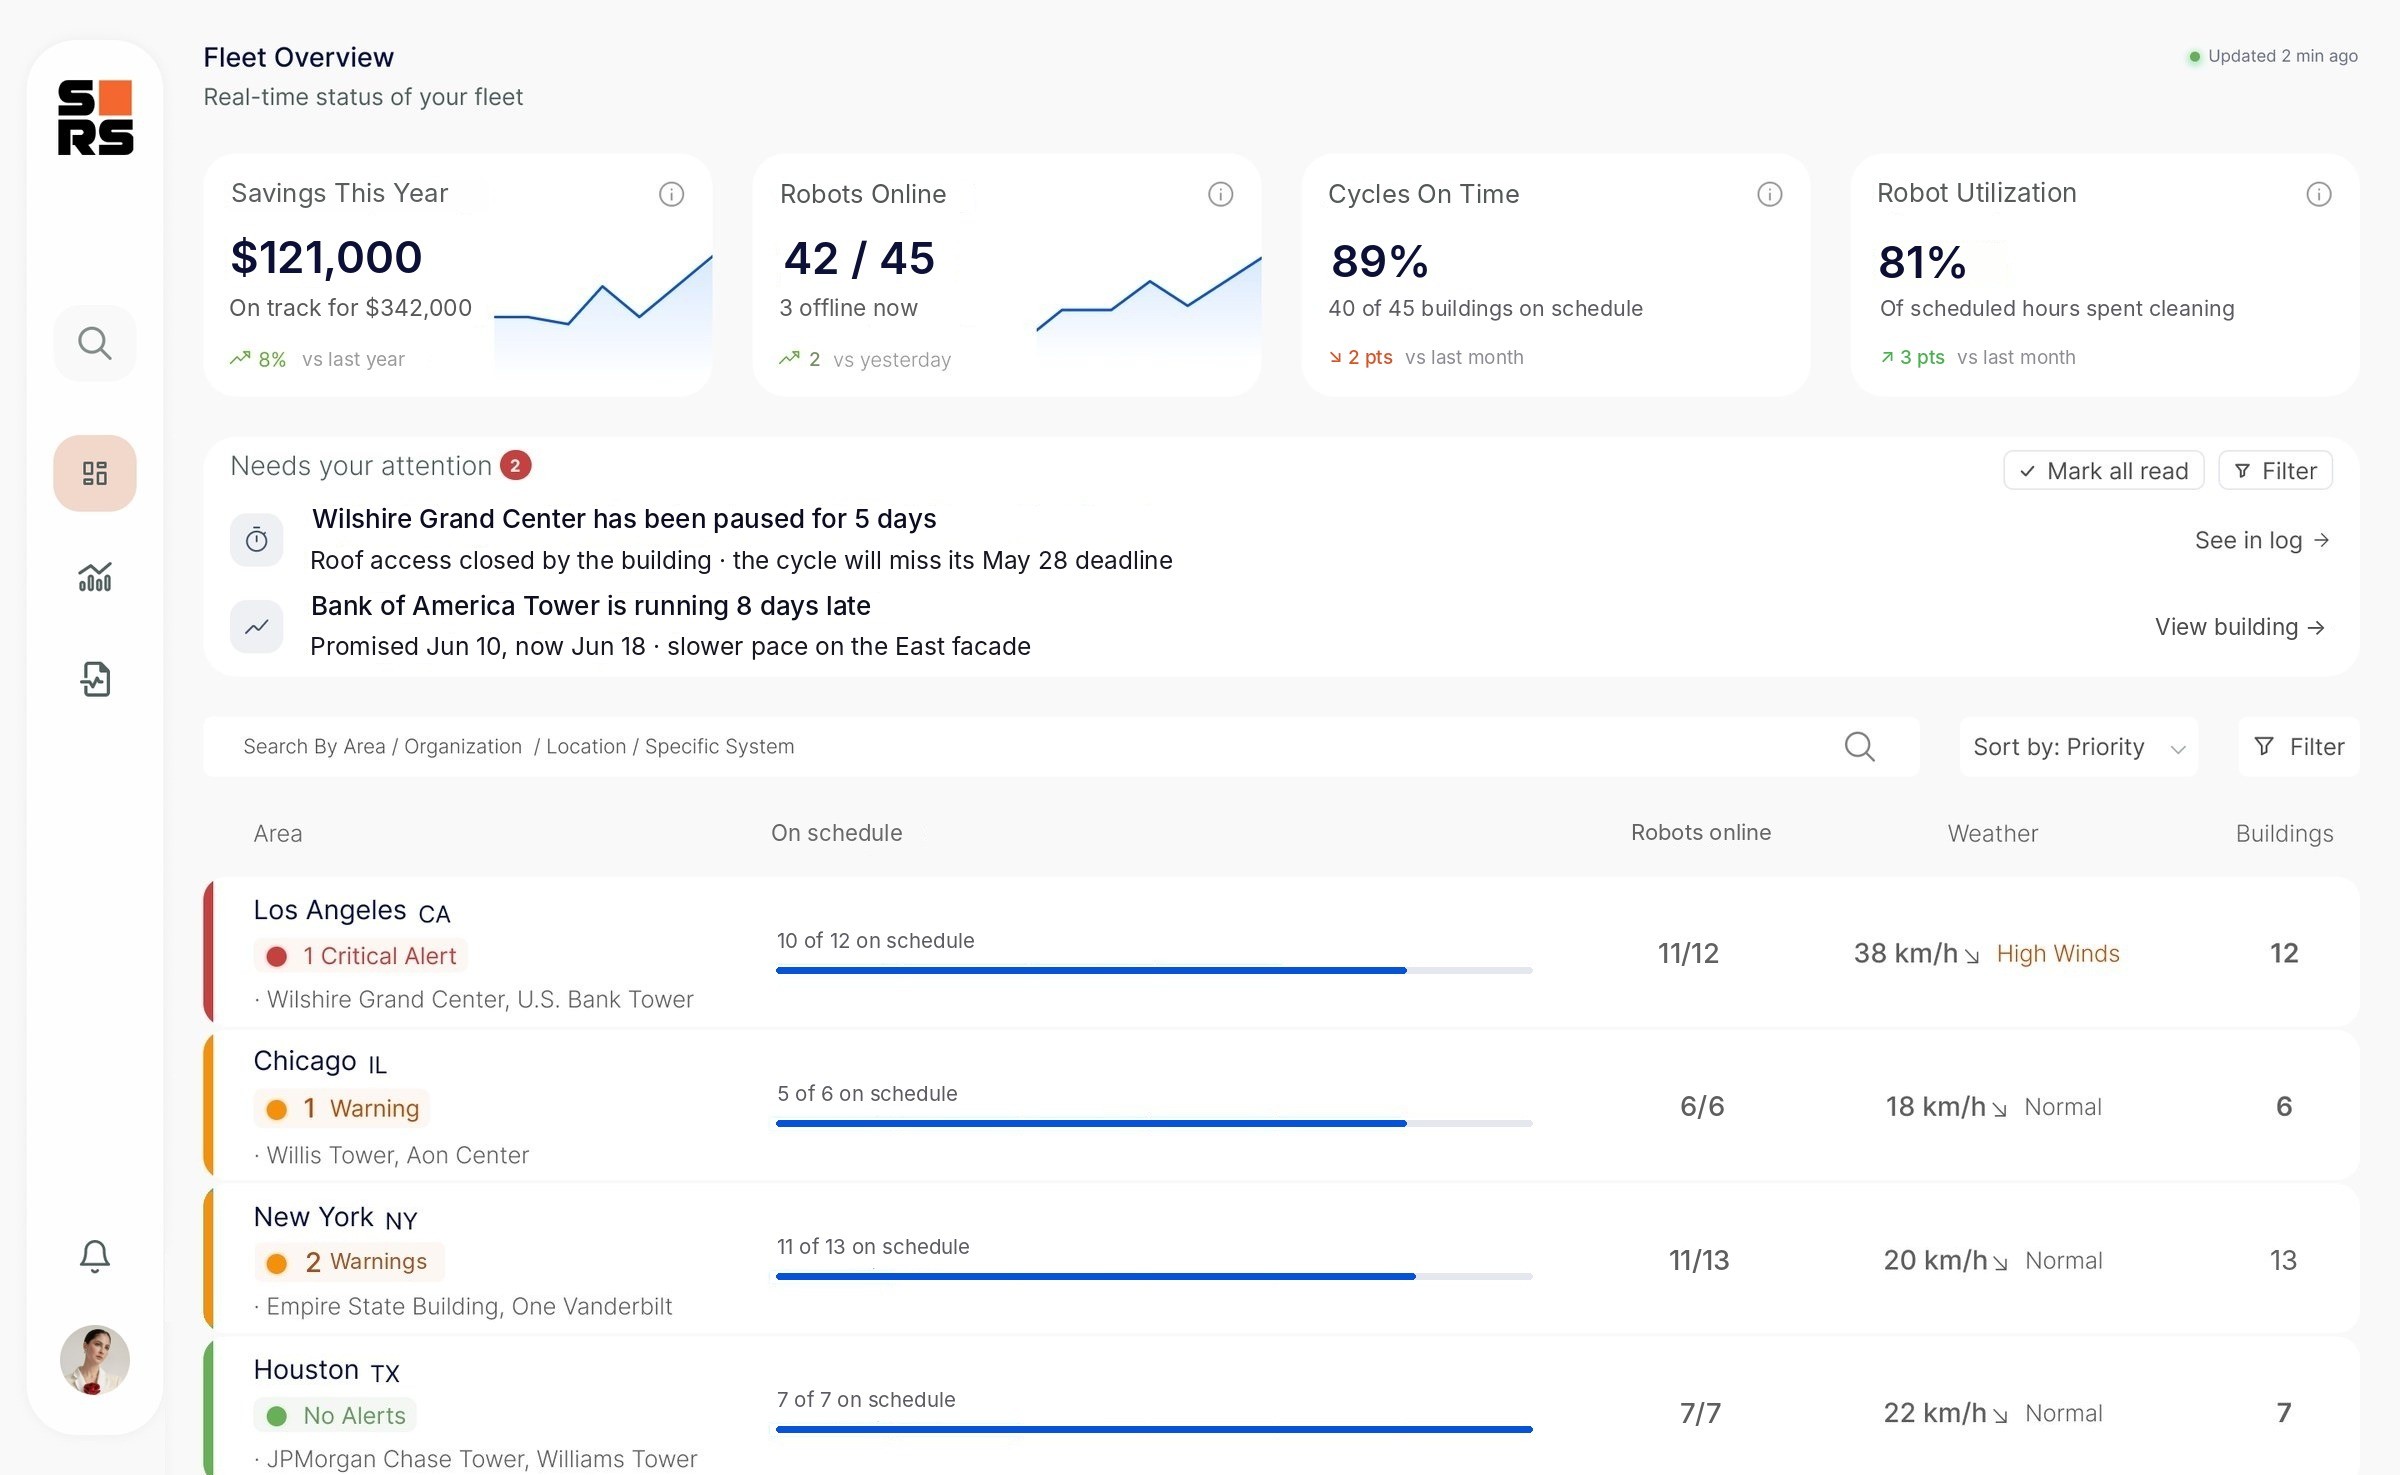 S
RS
Fleet Overview
Updated 2 min ago
Real-time status of your fleet
Savings This Year
$121,000
On track for $342,000
8% vs last year
Robots Online
42 / 45
3 offline now
2 vs yesterday
Cycles On Time
89%
40 of 45 buildings on schedule
2 pts vs last month
Robot Utilization
81%
Of scheduled hours spent cleaning
3 pts vs last month
Needs your attention 2
Mark all read
Filter
Wilshire Grand Center has been paused for 5 days
Roof access closed by the building · the cycle will miss its May 28 deadline
See in log →
Bank of America Tower is running 8 days late
Promised Jun 10, now Jun 18 · slower pace on the East facade
View building →
Search By Area / Organization / Location / Specific System
Sort by: Priority
Filter
Area On schedule Robots online Weather Buildings
Los Angeles CA
1 Critical Alert
· Wilshire Grand Center, U.S. Bank Tower
10 of 12 on schedule
11/12
38 km/h ↘ High Winds
12
Chicago IL
1 Warning
· Willis Tower, Aon Center
5 of 6 on schedule
6/6
18 km/h ↘ Normal
6
New York NY
2 Warnings
· Empire State Building, One Vanderbilt
11 of 13 on schedule
11/13
20 km/h ↘ Normal
13
Houston TX
No Alerts
· JPMorgan Chase Tower, Williams Tower
7 of 7 on schedule
7/7
22 km/h ↘ Normal
7